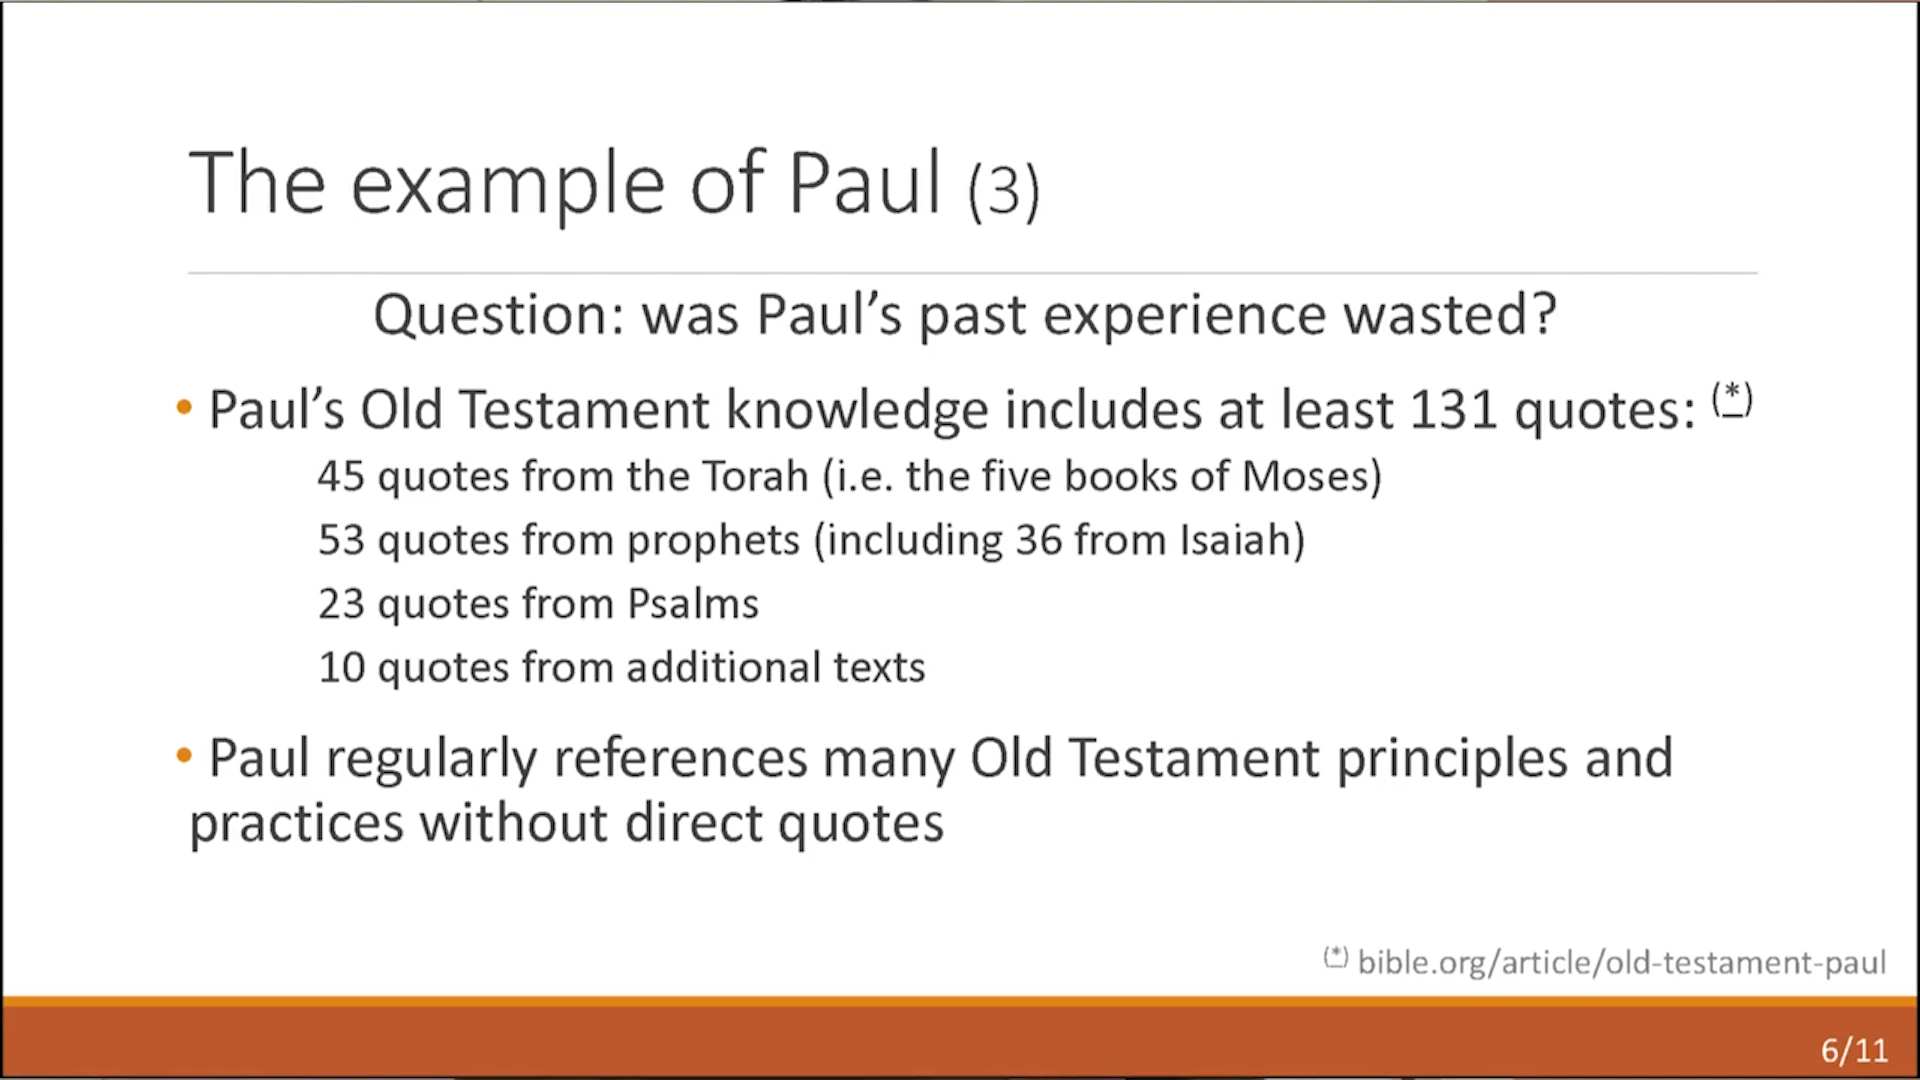 The example of Paul (3)
Question: was Paul’s past experience wasted?
• Paul’s Old Testament knowledge includes at least 131 quotes: (*)
45 quotes from the Torah (i.e. the five books of Moses)
53 quotes from prophets (including 36 from Isaiah)
23 quotes from Psalms
10 quotes from additional texts
• Paul regularly references many Old Testament principles and
practices without direct quotes
(*) bible.org/article/old-testament-paul
6/11